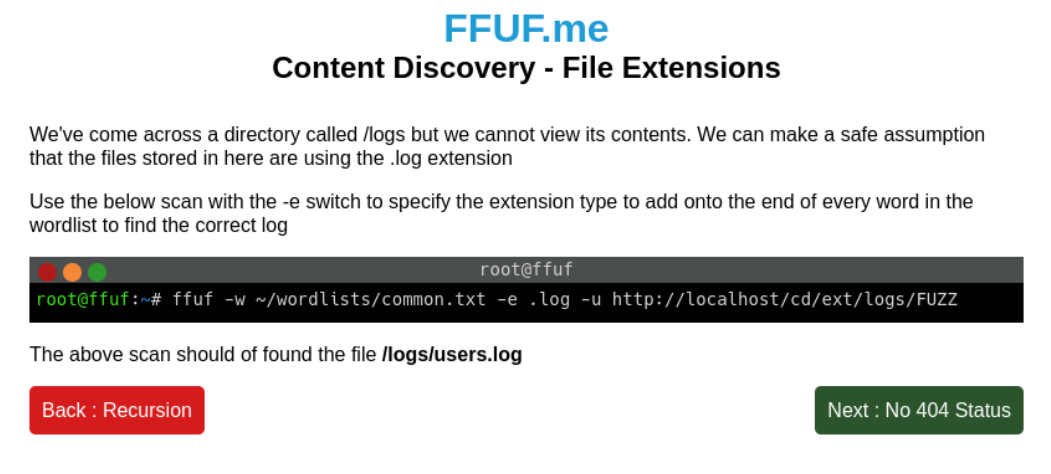 FFUF.me
Content Discovery - File Extensions
We've come across a directory called /logs but we cannot view its contents. We can make a safe assumption
that the files stored in here are using the .log extension
Use the below scan with the -e switch to specify the extension type to add onto the end of every word in the
wordlist to find the correct log
root@ffuf
root@ffuf:~# ffuf -w ~/wordlists/common.txt -e .log -u http://localhost/cd/ext/logs/FUZZ
The above scan should of found the file /logs/users.log
Back : Recursion
Next : No 404 Status